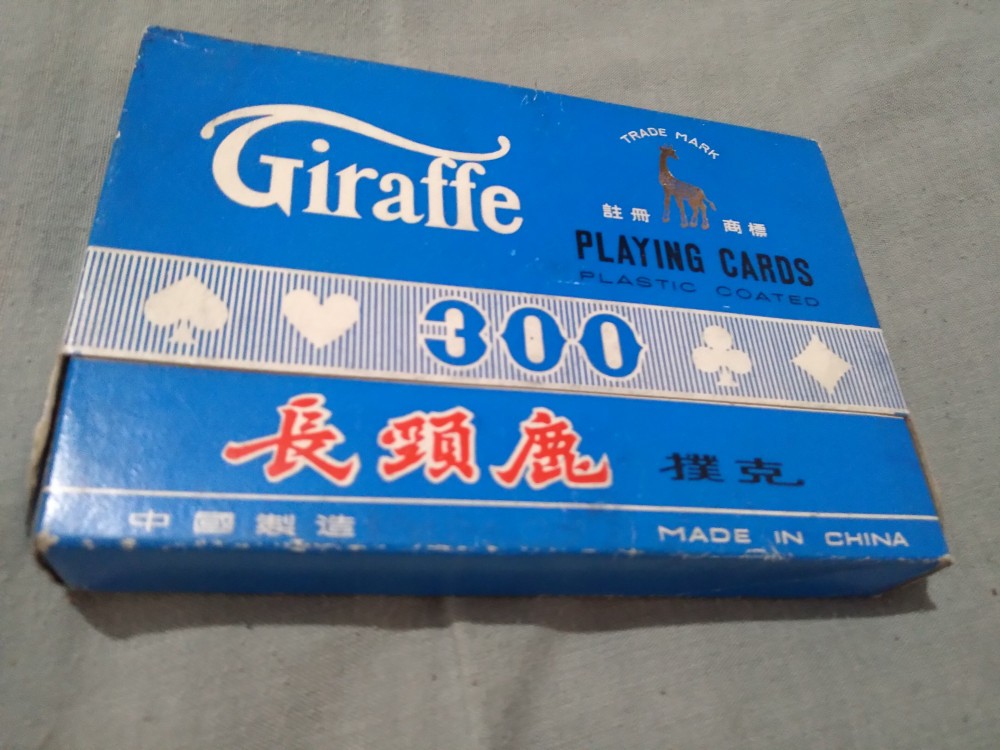 Giraffe
TRADE MARK
註冊 商標
PLAYING CARDS
PLASTIC COATED
300
長頸鹿 撲克
中國製造 MADE IN CHINA